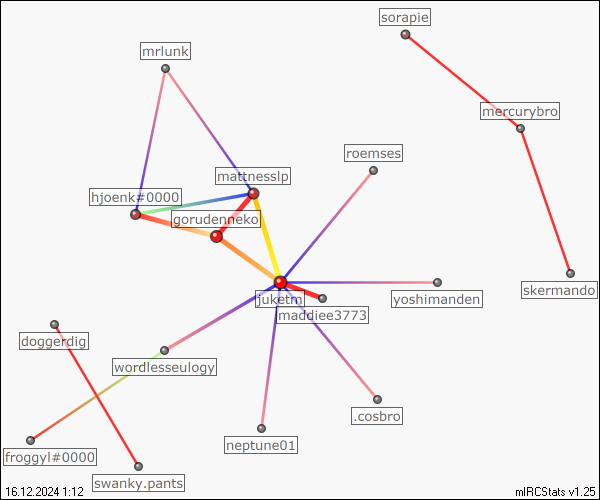 sorapie
mrlunk
mercurybro
roemses
mattnesslp
hjoenk#0000
gorudenneko
skermando
juketm
yoshimanden
maddiee3773
doggerdig
wordlesseulogy
.cosbro
neptune01
froggyl#0000
swanky.pants
16.12.2024 1:12
mIRCStats v1.25